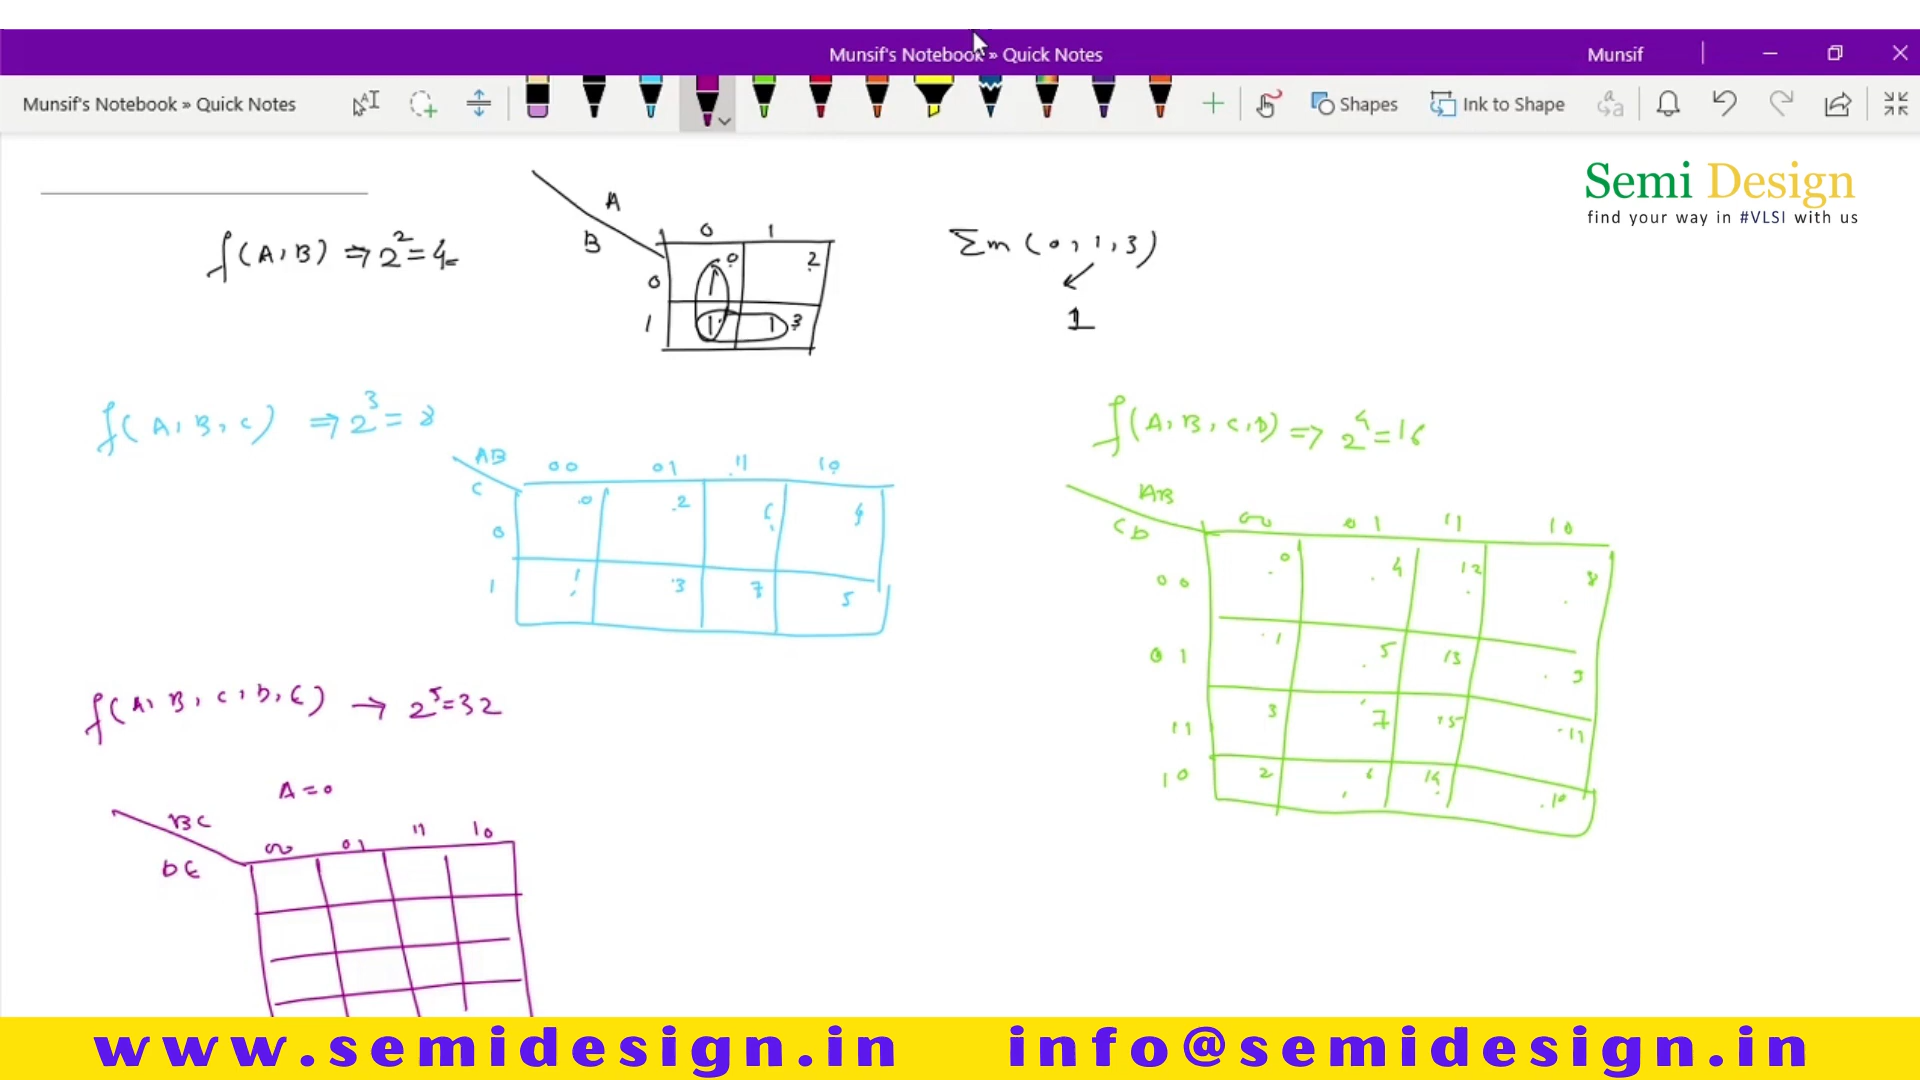 Munsif's Notebook » Quick Notes
Munsif
Munsif's Notebook » Quick Notes
Shapes
Ink to Shape
Semi Design
find your way in #VLSI with us
f(A,B) ⇒ 2²=4
A
B
0 1
0 0 2
1 1 1 3
Σm(0,1,3)
1
f(A,B,C) ⇒ 2³=8
AB
C
00 01 11 10
0 0 2 6 4
1 1 3 7 5
f(A,B,C,D) ⇒ 2⁴=16
AB
CD
00 01 11 10
00 0 4 12 8
01 1 5 13 9
11 3 7 15 11
10 2 6 14 10
f(A,B,C,D,E) → 2⁵=32
A=0
BC
DE
00 01 11 10
www.semidesign.in
info@semidesign.in